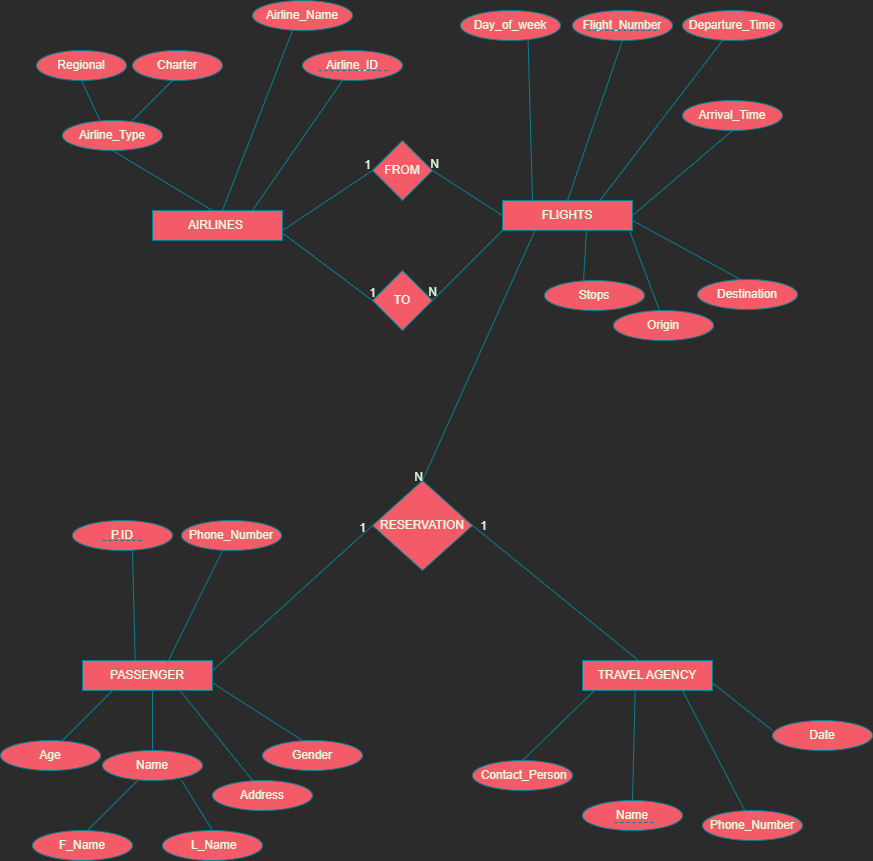 Airline_Name
Day_of_week
Flight_Number
Departure_Time
Regional
Charter
Airline_ID
Arrival_Time
Airline_Type
1
FROM
N
AIRLINES
FLIGHTS
1
TO
N
Stops
Destination
Origin
N
RESERVATION
1
1
P.ID
Phone_Number
PASSENGER
TRAVEL AGENCY
Age
Name
Gender
Address
F_Name
L_Name
Date
Contact_Person
Name
Phone_Number